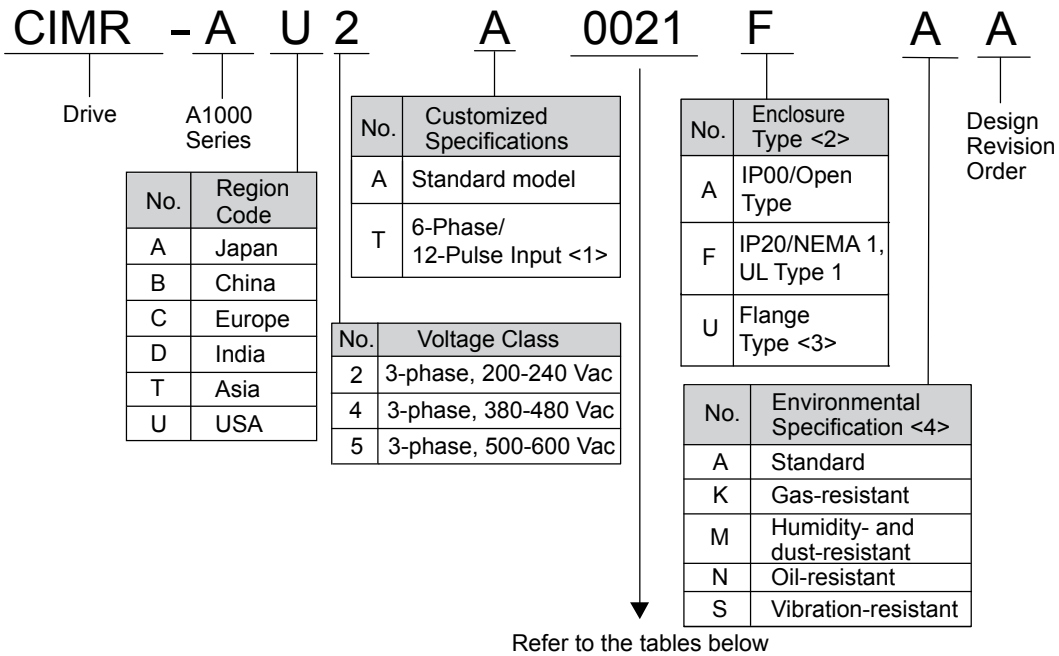 CIMR - A U 2 A 0021 F A A
Drive
A1000
Series
No. Region
Code
A Japan
B China
C Europe
D India
T Asia
U USA
No. Customized
Specifications
A Standard model
T 6-Phase/
12-Pulse Input <1>
No. Voltage Class
2 3-phase, 200-240 Vac
4 3-phase, 380-480 Vac
5 3-phase, 500-600 Vac
No. Enclosure
Type <2>
A IP00/Open
Type
F IP20/NEMA 1,
UL Type 1
U Flange
Type <3>
No. Environmental
Specification <4>
A Standard
K Gas-resistant
M Humidity- and
dust-resistant
N Oil-resistant
S Vibration-resistant
Design
Revision
Order
Refer to the tables below